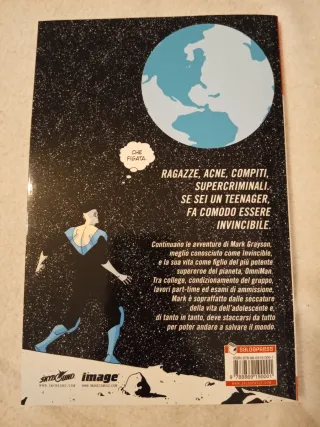 CHE
FIGATA.
RAGAZZE, ACNE, COMPITI,
SUPERCRIMINALI.
SE SEI UN TEENAGER,
FA COMODO ESSERE
INVINCIBILE.
Continuano le avventure di Mark Grayson,
meglio conosciuto come Invincible,
e la sua vita come figlio del più potente
supereroe del pianeta, OmniMan.
Tra college, condizionamento del gruppo,
lavori part-time ed esami di ammissione,
Mark è sopraffatto dalle seccature
della vita dell'adolescente e,
di tanto in tanto, deve staccarsi da tutto
per poter andare a salvare il mondo.
SKYBOUND
image
SALDAPRESS